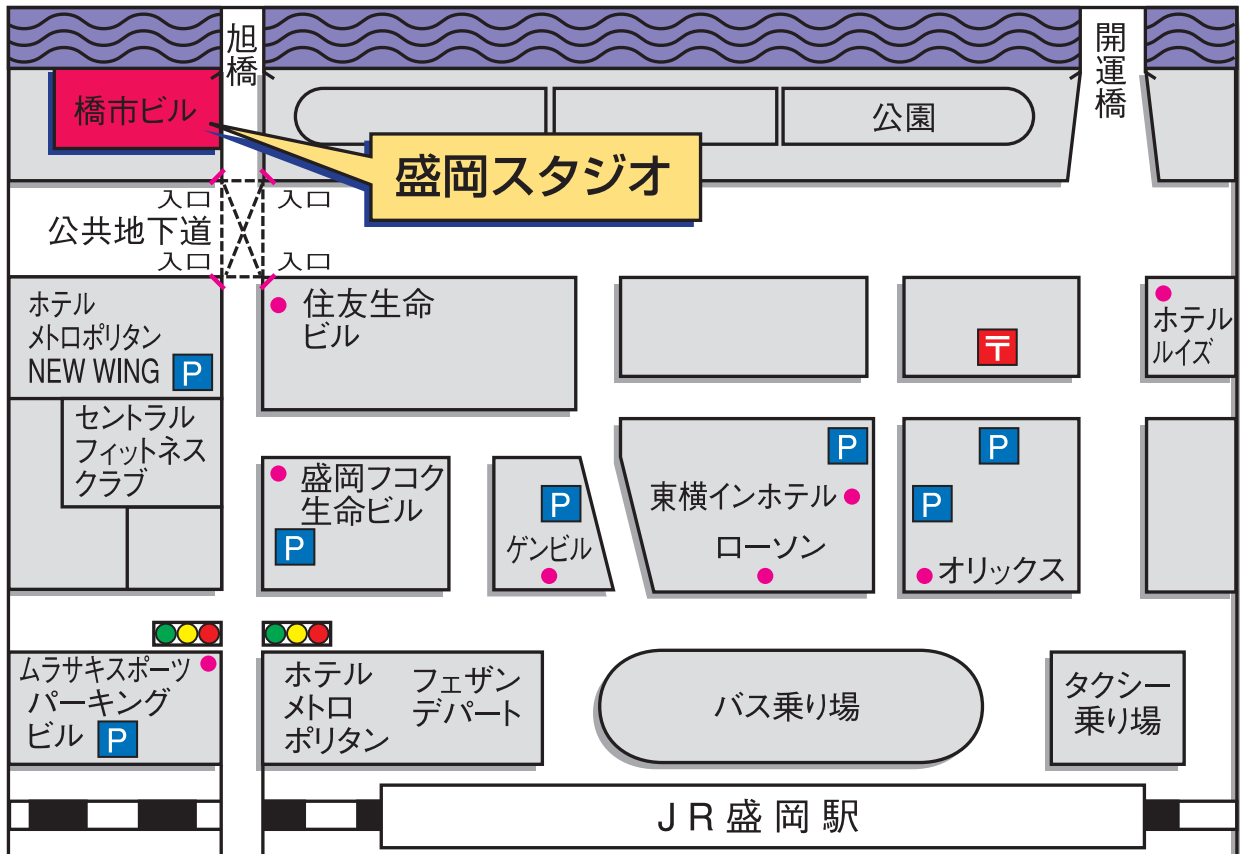 旭橋
開運橋
橋市ビル
公園
盛岡スタジオ
入口
入口
公共地下道
入口
入口
ホテル
メトロポリタン
NEW WING
P
住友生命
ビル
〒
ホテル
ルイズ
セントラル
フィットネス
クラブ
盛岡フコク
生命ビル
P
P
ゲンビル
P
東横インホテル
ローソン
P
P
オリックス
ムラサキスポーツ
パーキング
ビル
P
ホテル
メトロ
ポリタン
フェザン
デパート
バス乗り場
タクシー
乗り場
JR盛岡駅